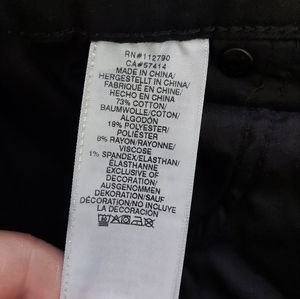 RN#112790
CA#57414
MADE IN CHINA/
HERGESTELLT IN CHINA/
FABRIQUÉ EN CHINE/
HECHO EN CHINA
73% COTTON/
BAUMWOLLE/COTON/
ALGODÓN
18% POLYESTER/
POLIÉSTER
8% RAYON/RAYONNE/
VISCOSE
1% SPANDEX/ELASTHAN/
ÉLASTHANNE
EXCLUSIVE OF
DECORATION/
AUSGENOMMEN
DEKORATION/SAUF
DÉCORATION/NO INCLUYE
LA DECORACIÓN